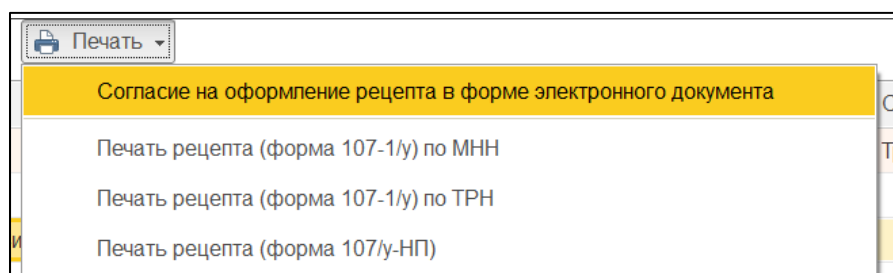 Печать
Согласие на оформление рецепта в форме электронного документа
Печать рецепта (форма 107-1/у) по МНН
Печать рецепта (форма 107-1/у) по ТРН
Печать рецепта (форма 107/у-НП)